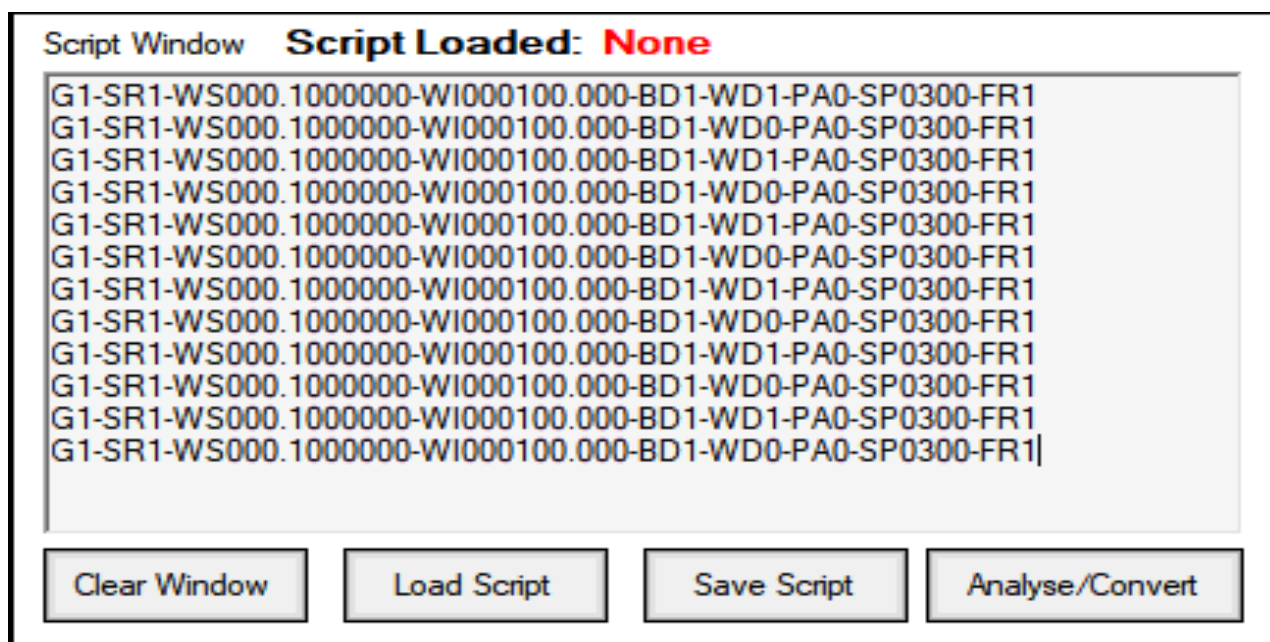 Script Window Script Loaded: None
G1-SR1-WS000.1000000-WI000100.000-BD1-WD1-PA0-SP0300-FR1
G1-SR1-WS000.1000000-WI000100.000-BD1-WD0-PA0-SP0300-FR1
G1-SR1-WS000.1000000-WI000100.000-BD1-WD1-PA0-SP0300-FR1
G1-SR1-WS000.1000000-WI000100.000-BD1-WD0-PA0-SP0300-FR1
G1-SR1-WS000.1000000-WI000100.000-BD1-WD1-PA0-SP0300-FR1
G1-SR1-WS000.1000000-WI000100.000-BD1-WD0-PA0-SP0300-FR1
G1-SR1-WS000.1000000-WI000100.000-BD1-WD1-PA0-SP0300-FR1
G1-SR1-WS000.1000000-WI000100.000-BD1-WD0-PA0-SP0300-FR1
G1-SR1-WS000.1000000-WI000100.000-BD1-WD1-PA0-SP0300-FR1
G1-SR1-WS000.1000000-WI000100.000-BD1-WD0-PA0-SP0300-FR1
G1-SR1-WS000.1000000-WI000100.000-BD1-WD1-PA0-SP0300-FR1
G1-SR1-WS000.1000000-WI000100.000-BD1-WD0-PA0-SP0300-FR1
Clear Window Load Script Save Script Analyse/Convert